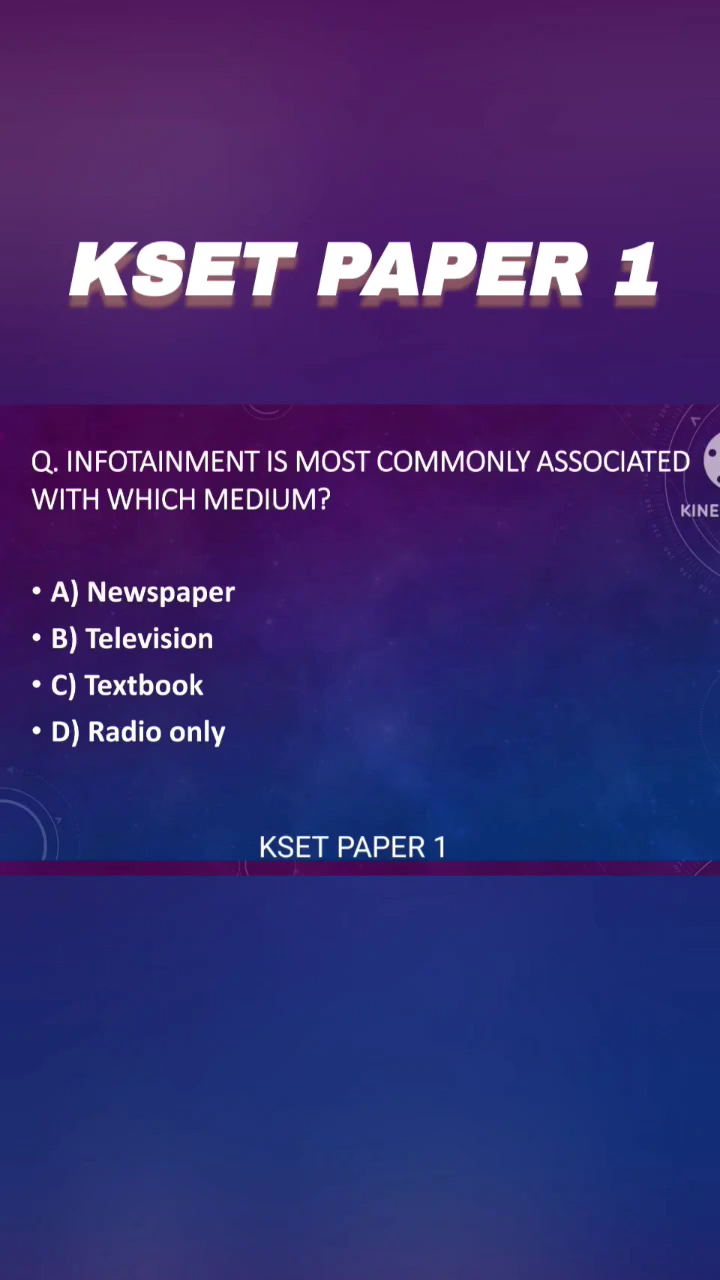 KSET PAPER 1
Q. INFOTAINMENT IS MOST COMMONLY ASSOCIATED
WITH WHICH MEDIUM?
KINE
• A) Newspaper
• B) Television
• C) Textbook
• D) Radio only
KSET PAPER 1